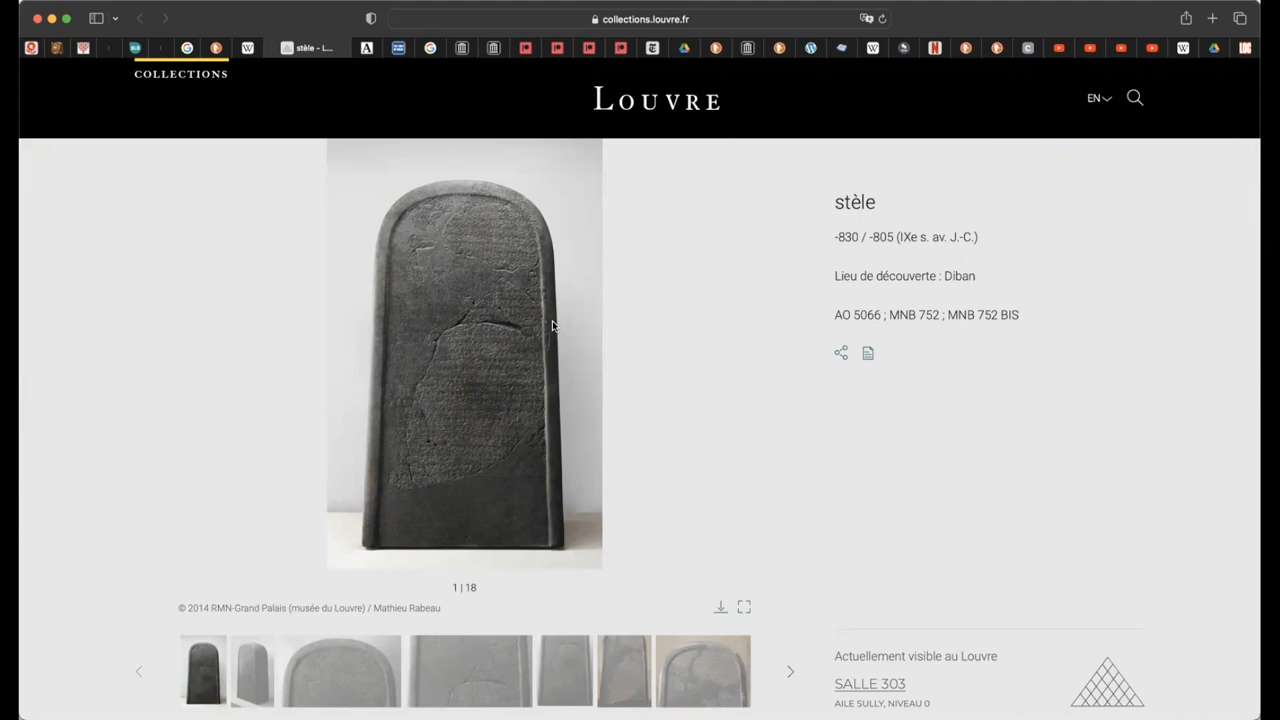 collections.louvre.fr
stèle - L...
COLLECTIONS
LOUVRE
EN
stèle
-830 / -805 (IXe s. av. J.-C.)
Lieu de découverte : Diban
AO 5066 ; MNB 752 ; MNB 752 BIS
1 | 18
© 2014 RMN-Grand Palais (musée du Louvre) / Mathieu Rabeau
Actuellement visible au Louvre
SALLE 303
AILE SULLY, NIVEAU 0